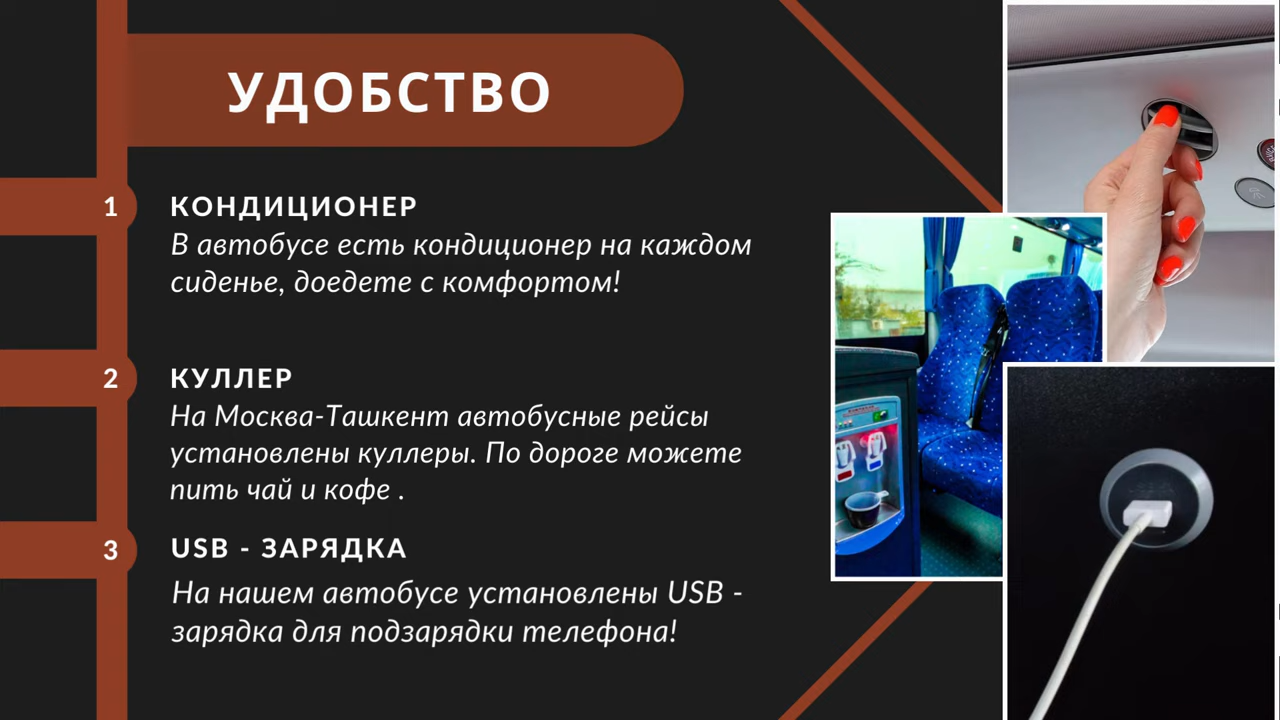 УДОБСТВО
1
КОНДИЦИОНЕР
В автобусе есть кондиционер на каждом
сиденье, доедете с комфортом!
2
КУЛЛЕР
На Москва-Ташкент автобусные рейсы
установлены куллеры. По дороге можете
пить чай и кофе .
3
USB - ЗАРЯДКА
На нашем автобусе установлены USB -
зарядка для подзарядки телефона!